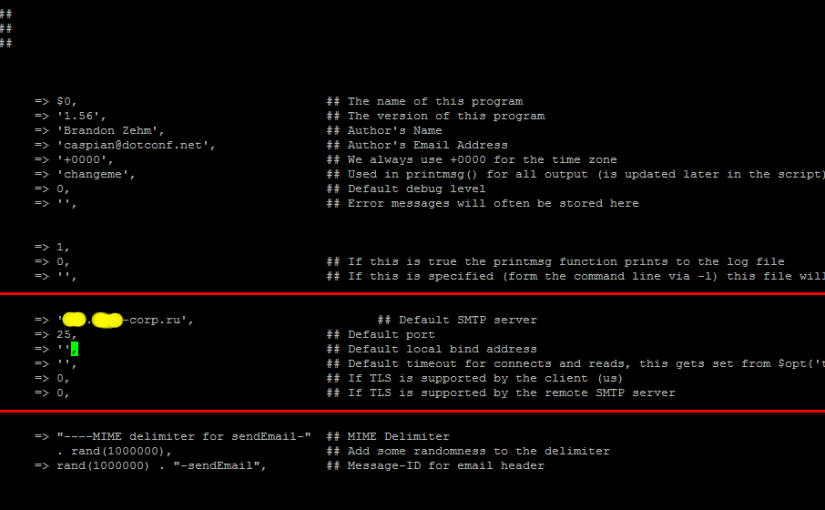 ##
##
##
=> $0, ## The name of this program
=> '1.56', ## The version of this program
=> 'Brandon Zehm', ## Author's Name
=> 'caspian@dotconf.net', ## Author's Email Address
=> '+0000', ## We always use +0000 for the time zone
=> 'changeme', ## Used in printmsg() for all output (is updated later in the script)
=> 0, ## Default debug level
=> '', ## Error messages will often be stored here
=> 1,
=> 0, ## If this is true the printmsg function prints to the log file
=> '', ## If this is specified (form the command line via -l) this file will
=> ' . -corp.ru', ## Default SMTP server
=> 25, ## Default port
=> '', ## Default local bind address
=> '', ## Default timeout for connects and reads, this gets set from $opt{'t
=> 0, ## If TLS is supported by the client (us)
=> 0, ## If TLS is supported by the remote SMTP server
=> "----MIME delimiter for sendEmail-" ## MIME Delimiter
. rand(1000000), ## Add some randomness to the delimiter
=> rand(1000000) . "-sendEmail", ## Message-ID for email header